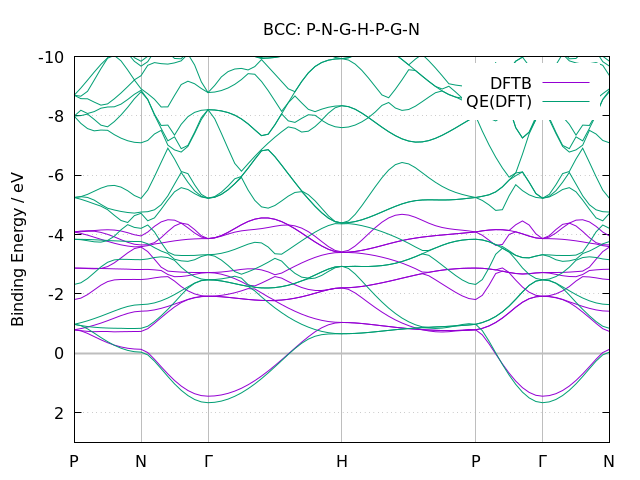 BCC: P-N-G-H-P-G-N
DFTB
QE(DFT)
Binding Energy / eV
-10
-8
-6
-4
-2
0
2
P N Γ H P Γ N